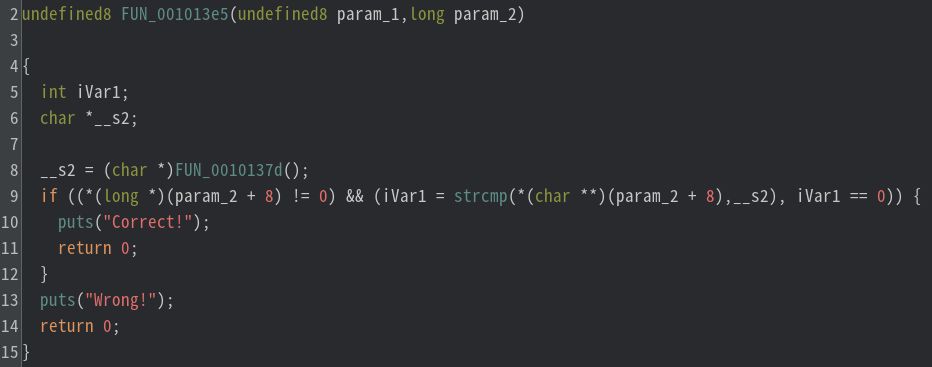 2 undefined8 FUN_001013e5(undefined8 param_1,long param_2)
3
4 {
5   int iVar1;
6   char *__s2;
7
8   __s2 = (char *)FUN_0010137d();
9   if ((*(long *)(param_2 + 8) != 0) && (iVar1 = strcmp(*(char **)(param_2 + 8),__s2), iVar1 == 0)) {
10     puts("Correct!");
11     return 0;
12   }
13   puts("Wrong!");
14   return 0;
15 }